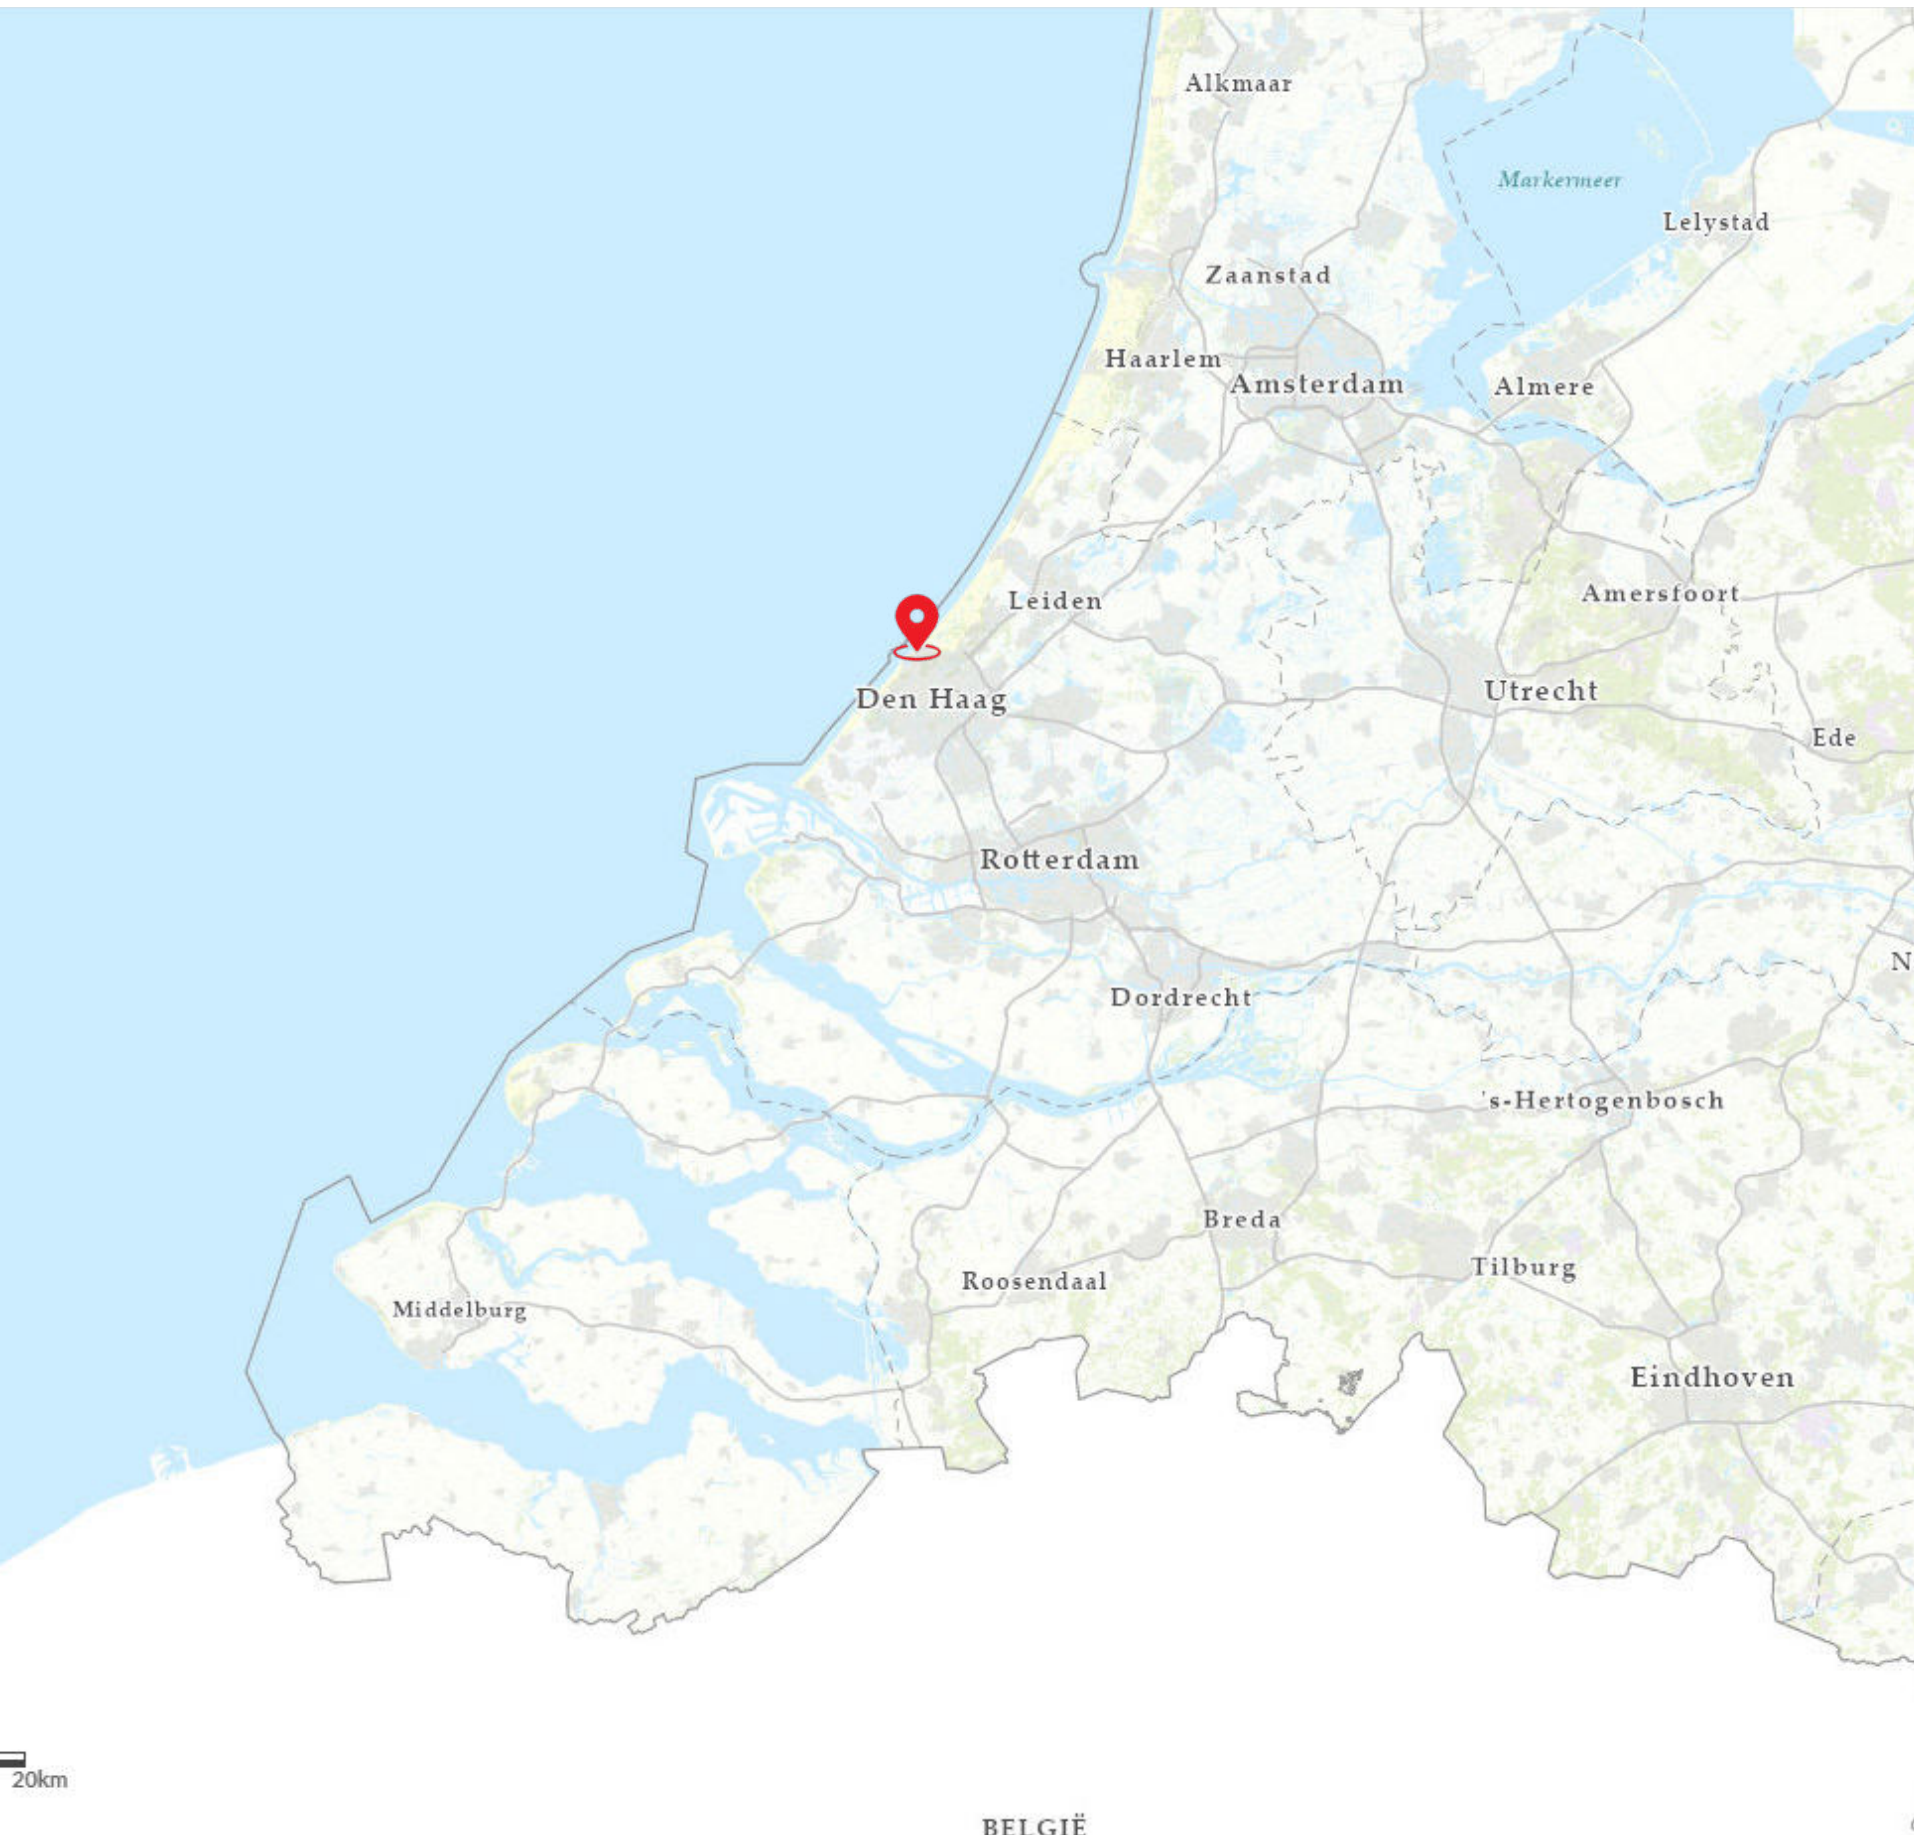 Alkmaar
Markermeer
Lelystad
Zaanstad
Haarlem
Amsterdam
Almere
Leiden
Amersfoort
Den Haag
Utrecht
Ede
Rotterdam
N
Dordrecht
's-Hertogenbosch
Breda
Tilburg
Roosendaal
Middelburg
Eindhoven
20km
BELGIË